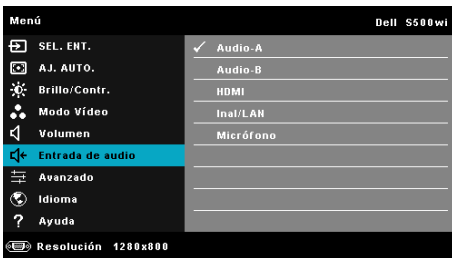 Menú Dell S500wi
SEL. ENT.
AJ. AUTO.
Brillo/Contr.
Modo Vídeo
Volumen
Entrada de audio
Avanzado
Idioma
? Ayuda
Resolución 1280x800
✓ Audio-A
Audio-B
HDMI
Inal/LAN
Micrófono